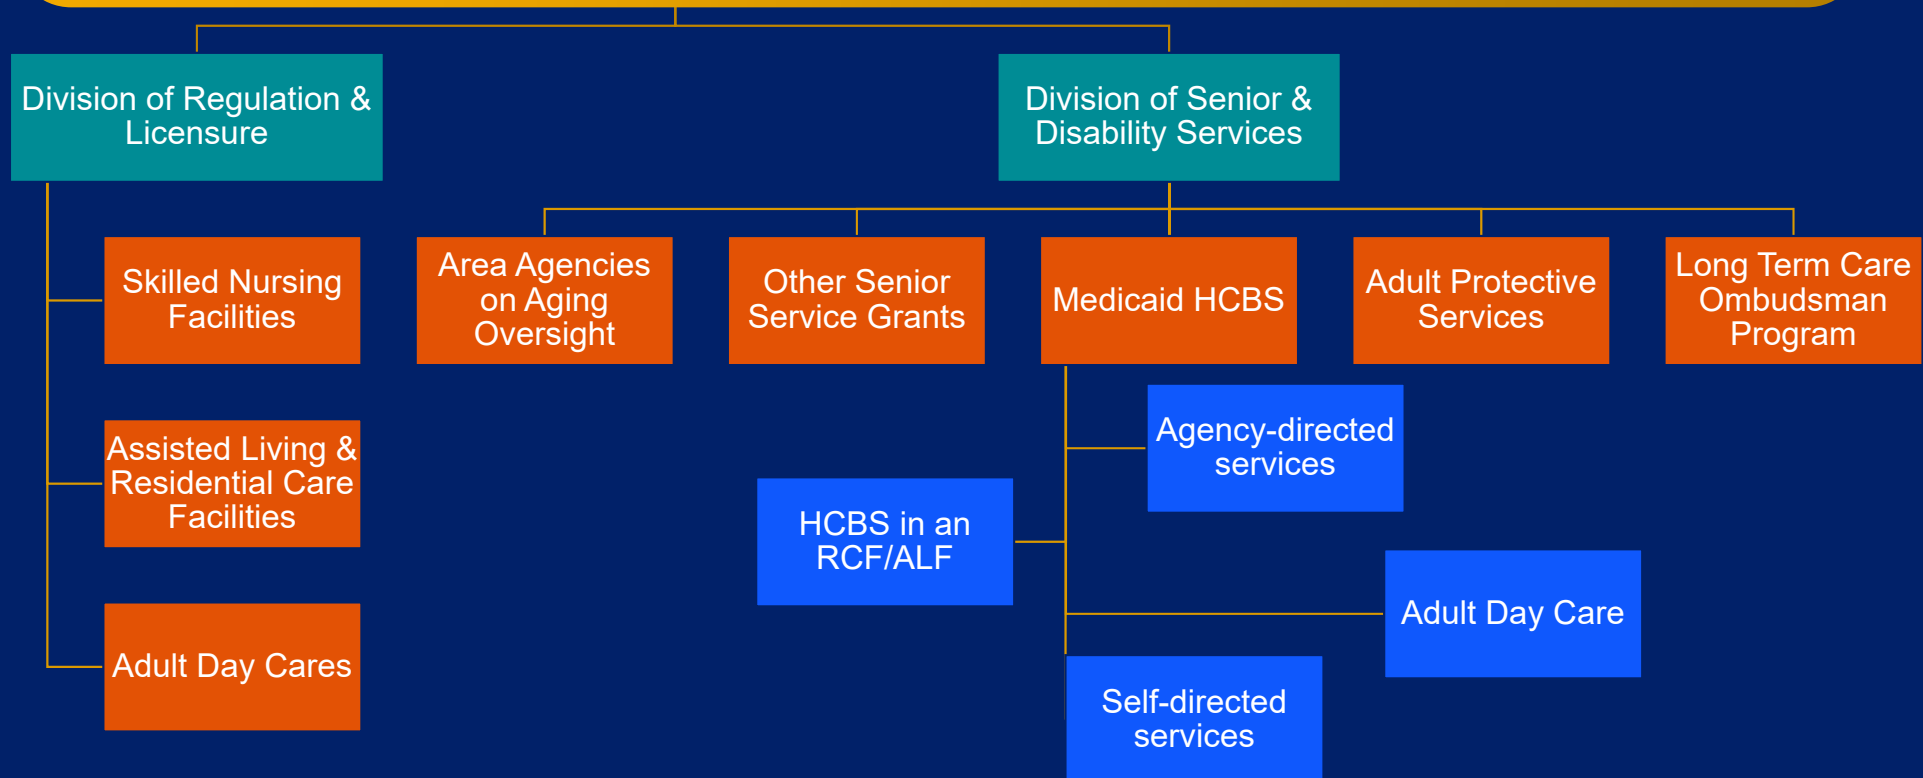 Division of Regulation &
Licensure
Division of Senior &
Disability Services
Skilled Nursing
Facilities
Area Agencies
on Aging
Oversight
Other Senior
Service Grants
Medicaid HCBS
Adult Protective
Services
Long Term Care
Ombudsman
Program
Assisted Living &
Residential Care
Facilities
Adult Day Cares
Agency-directed
services
HCBS in an
RCF/ALF
Adult Day Care
Self-directed
services